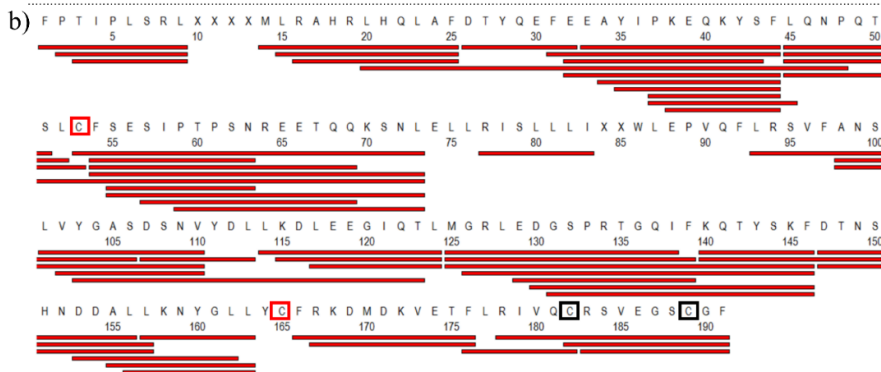 b) F P T I P L S R L X X X X M L R A H R L H Q L A F D T Y Q E F E E A Y I P K E Q K Y S F L Q N P Q T
5 10 15 20 25 30 35 40 45 50
S L C F S E S I P T P S N R E E T Q Q K S N L E L L R I S L L L I X X W L E P V Q F L R S V F A N S
55 60 65 70 75 80 85 90 95 100
L V Y G A S D S N V Y D L L K D L E E G I Q T L M G R L E D G S P R T G Q I F K Q T Y S K F D T N S
105 110 115 120 125 130 135 140 145 150
H N D D A L L K N Y G L L Y C F R K D M D K V E T F L R I V Q C R S V E G S C G F
155 160 165 170 175 180 185 190